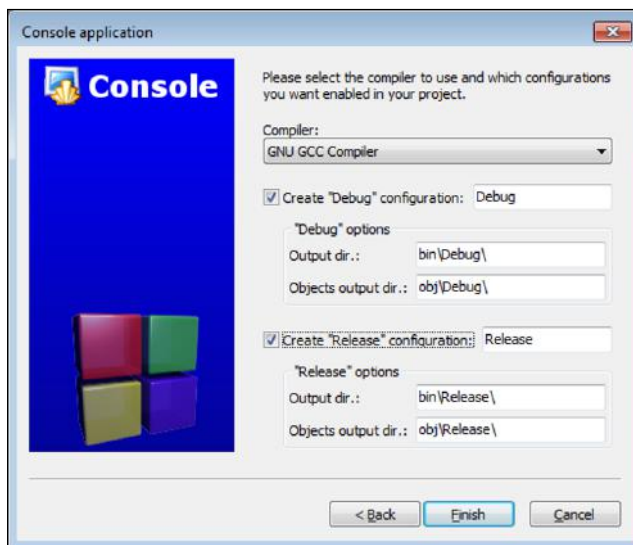 Console application
Console
Please select the compiler to use and which configurations
you want enabled in your project.
Compiler:
GNU GCC Compiler
Create "Debug" configuration: Debug
"Debug" options
Output dir.: bin\Debug\
Objects output dir.: obj\Debug\
Create "Release" configuration: Release
"Release" options
Output dir.: bin\Release\
Objects output dir.: obj\Release\
< Back Finish Cancel